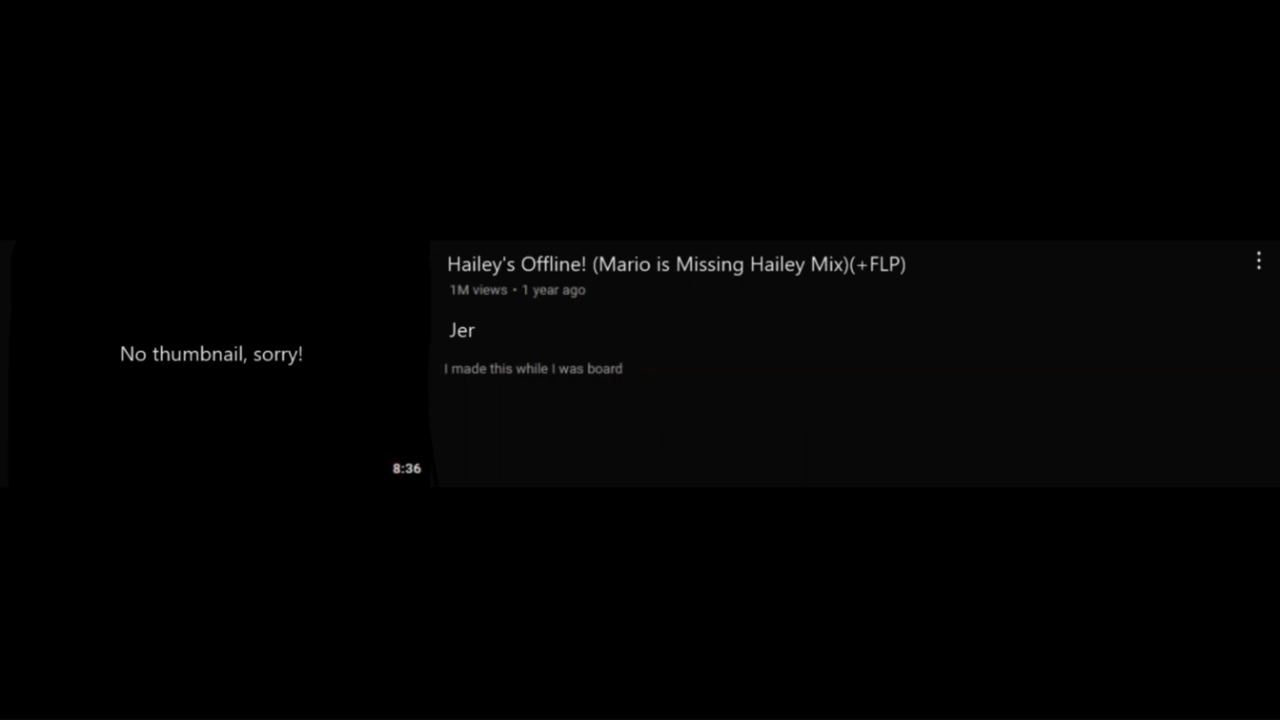 No thumbnail, sorry!
8:36
Hailey's Offline! (Mario is Missing Hailey Mix)(+FLP)
1M views • 1 year ago
Jer
I made this while I was board